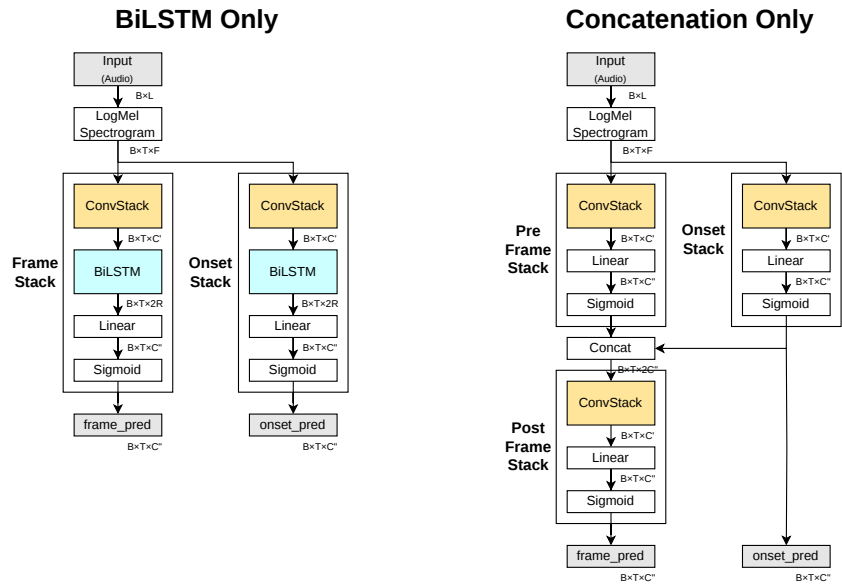 BiLSTM Only
Input
(Audio)
B×L
LogMel
Spectrogram
B×T×F
Frame
Stack
ConvStack
B×T×C'
BiLSTM
B×T×2R
Linear
B×T×C"
Sigmoid
frame_pred
B×T×C"
Onset
Stack
ConvStack
B×T×C'
BiLSTM
B×T×2R
Linear
B×T×C"
Sigmoid
onset_pred
B×T×C"
Concatenation Only
Input
(Audio)
B×L
LogMel
Spectrogram
B×T×F
Pre
Frame
Stack
ConvStack
B×T×C'
Linear
B×T×C"
Sigmoid
Onset
Stack
ConvStack
B×T×C'
Linear
B×T×C"
Sigmoid
Concat
B×T×2C"
Post
Frame
Stack
ConvStack
B×T×C'
Linear
B×T×C"
Sigmoid
frame_pred
B×T×C"
onset_pred
B×T×C"